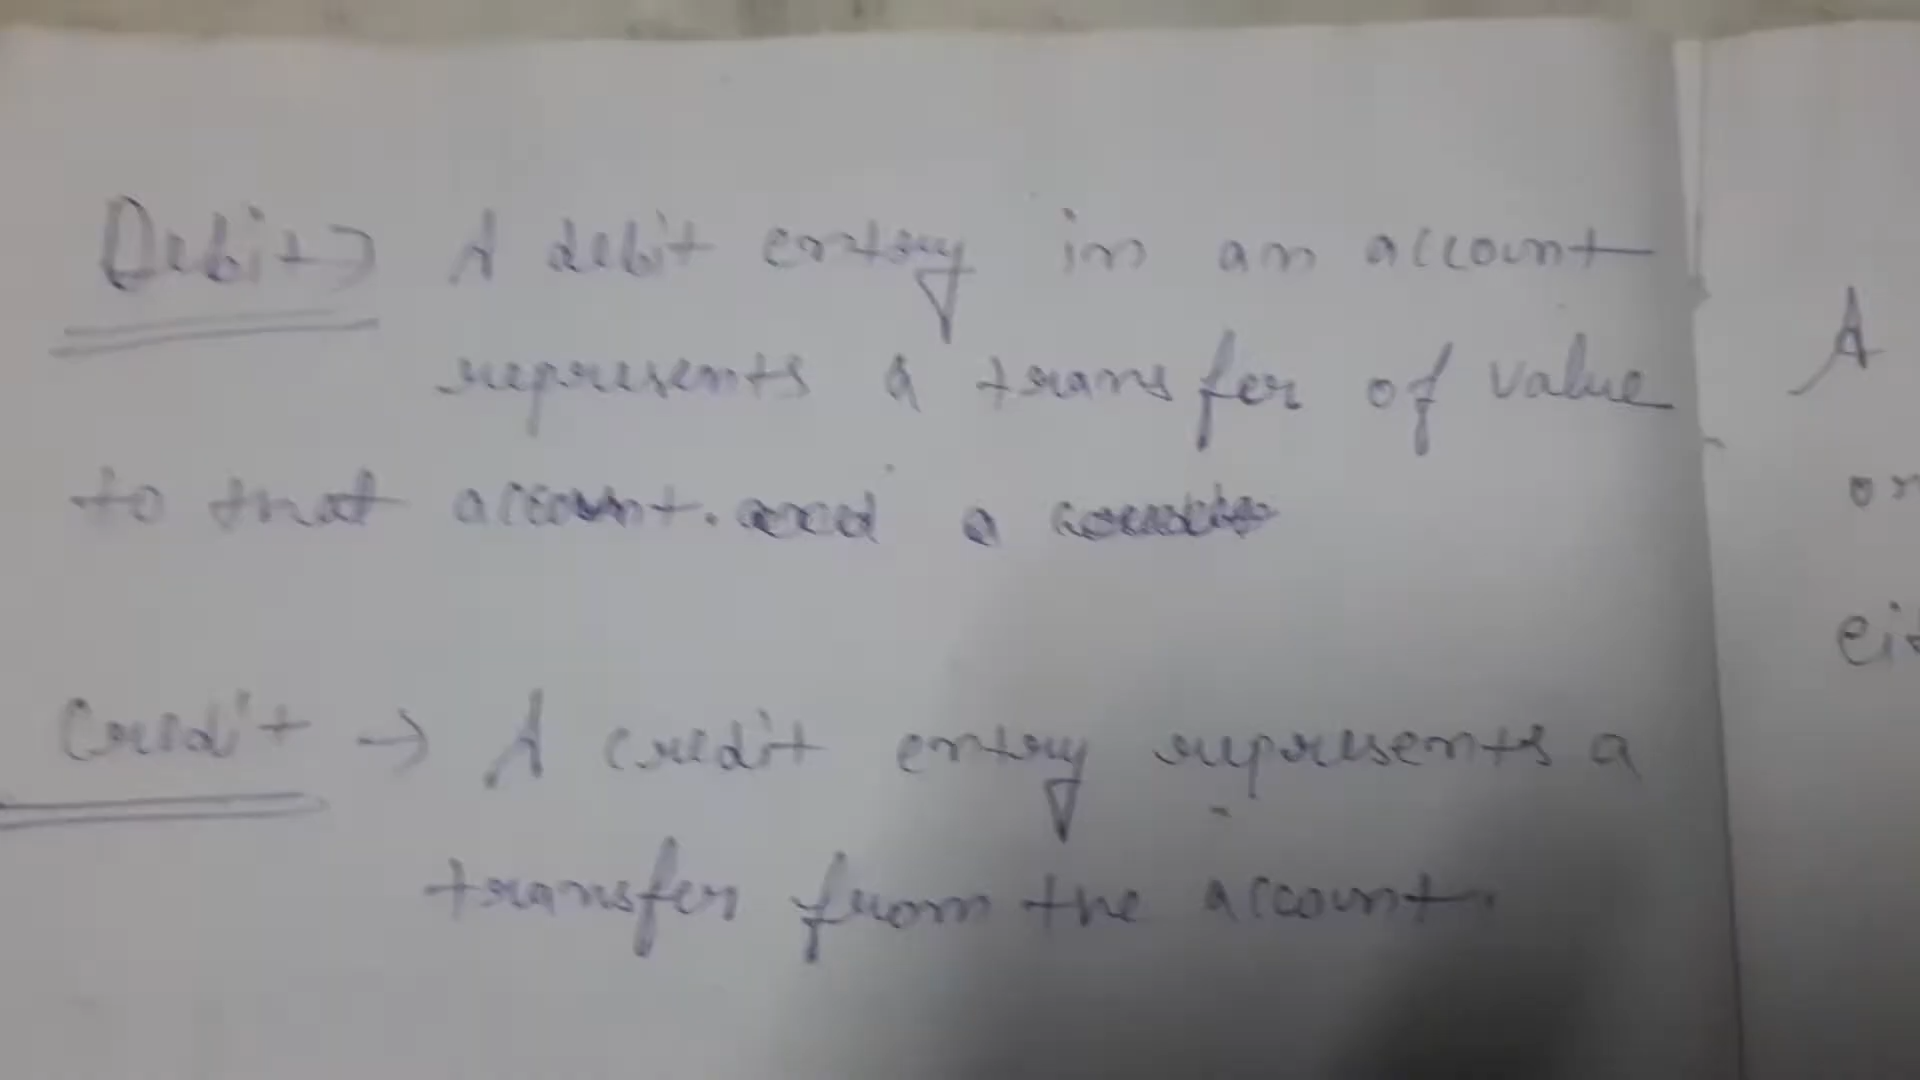 Debit → A debit entry in an account
represents a transfer of value
to that account. and a
Credit → A credit entry represents a
transfer from the account.
A